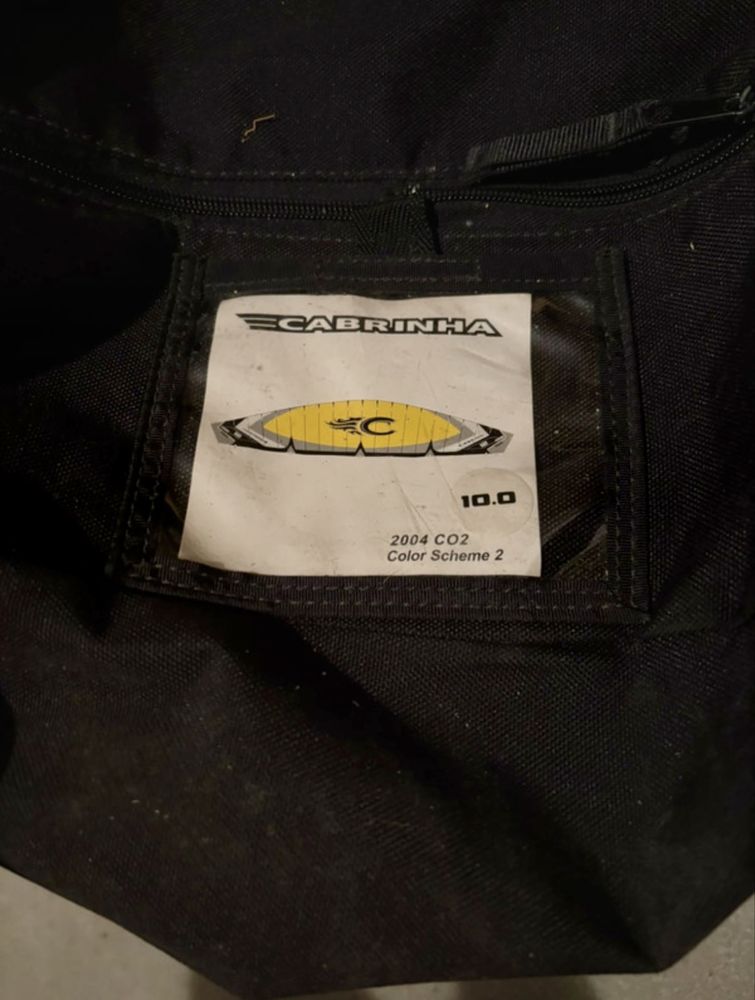 CABRINHA
C
10.0
2004 CO2
Color Scheme 2